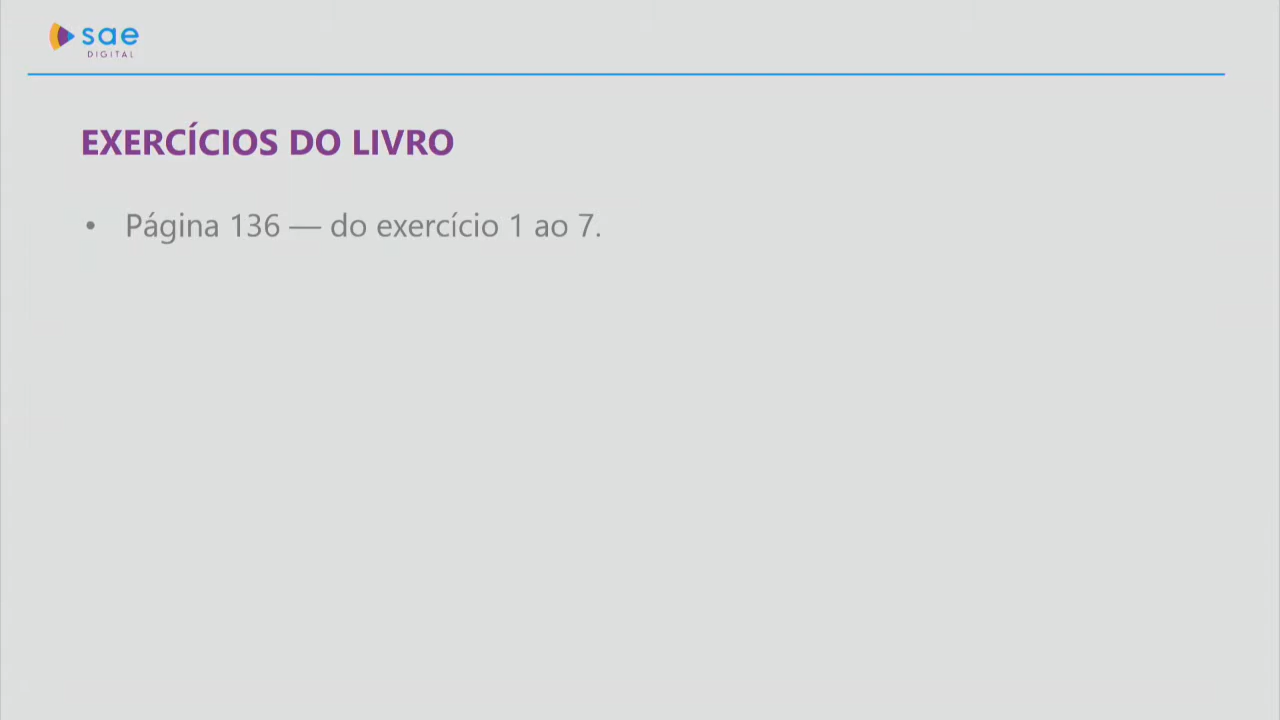 sae
DIGITAL
EXERCÍCIOS DO LIVRO
• Página 136 — do exercício 1 ao 7.